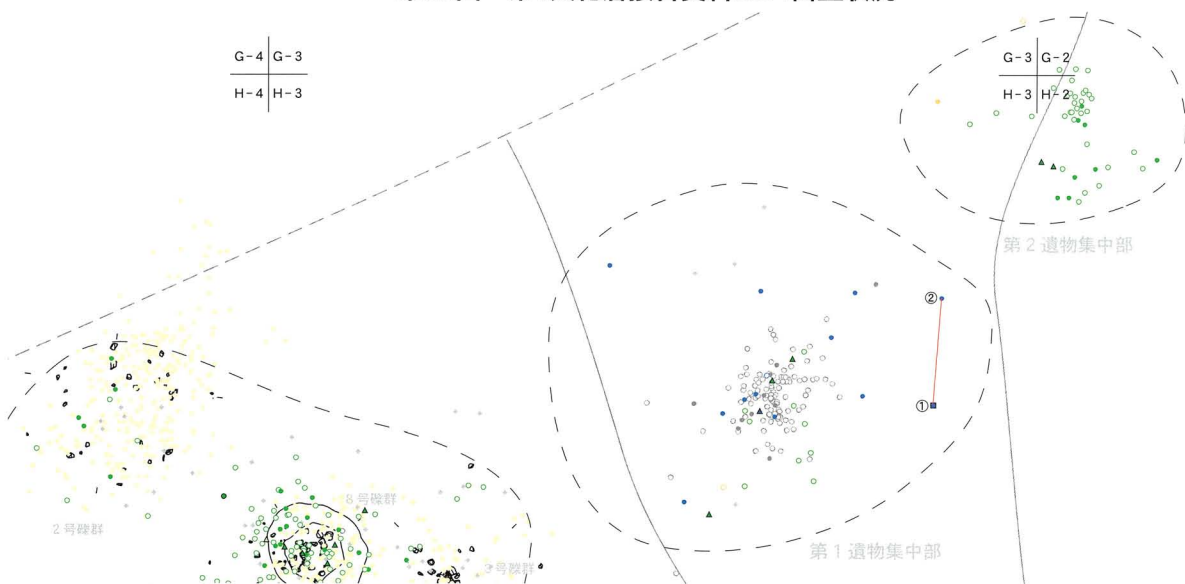 G-4 G-3
H-4 H-3
G-3 G-2
H-3 H-2
第2遺物集中部
②
①
8号礫群
2号礫群
3号礫群
第1遺物集中部